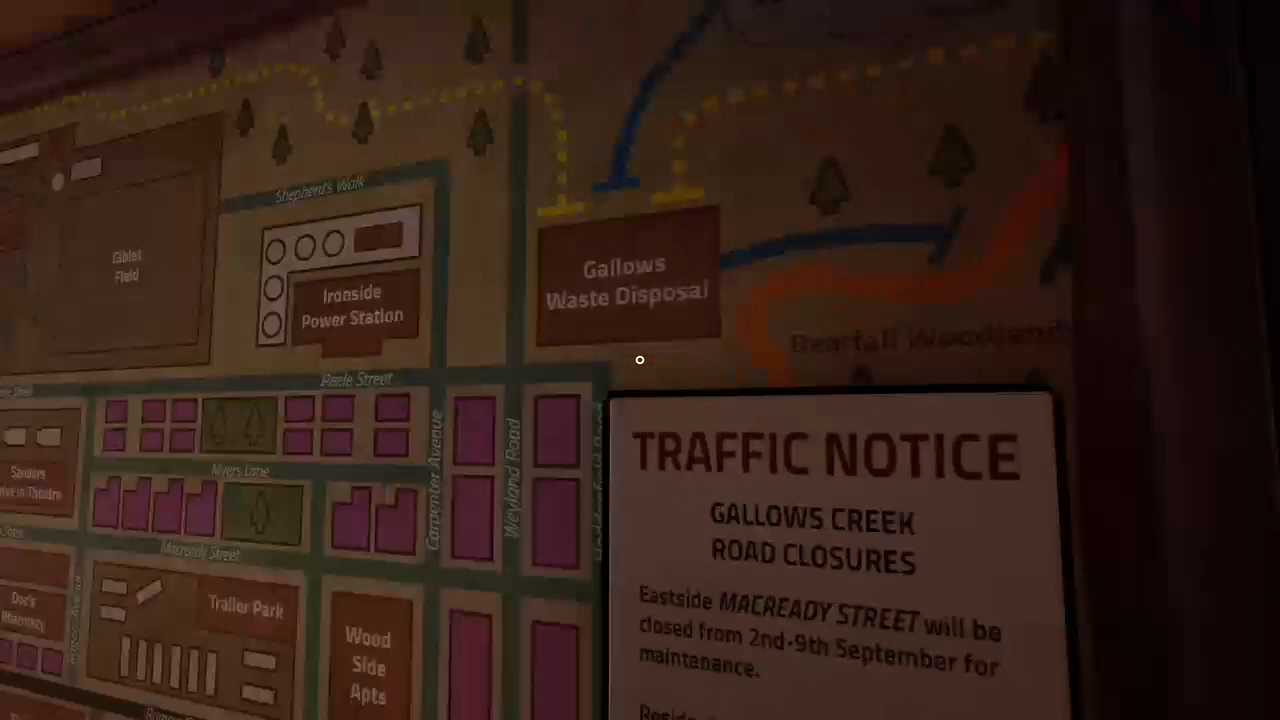 Shepherd's Walk
Giblet
Field
Ironside
Power Station
Gallows
Waste Disposal
Bearfall Woodlands
Peele Street
Carpenter Avenue
Weyland Road
Myers Lane
Macready Street
Theatre
Doc's
Pharmacy
Trailer Park
Wood
Side
Apts
TRAFFIC NOTICE
GALLOWS CREEK
ROAD CLOSURES
Eastside MACREADY STREET will be
closed from 2nd-9th September for
maintenance.